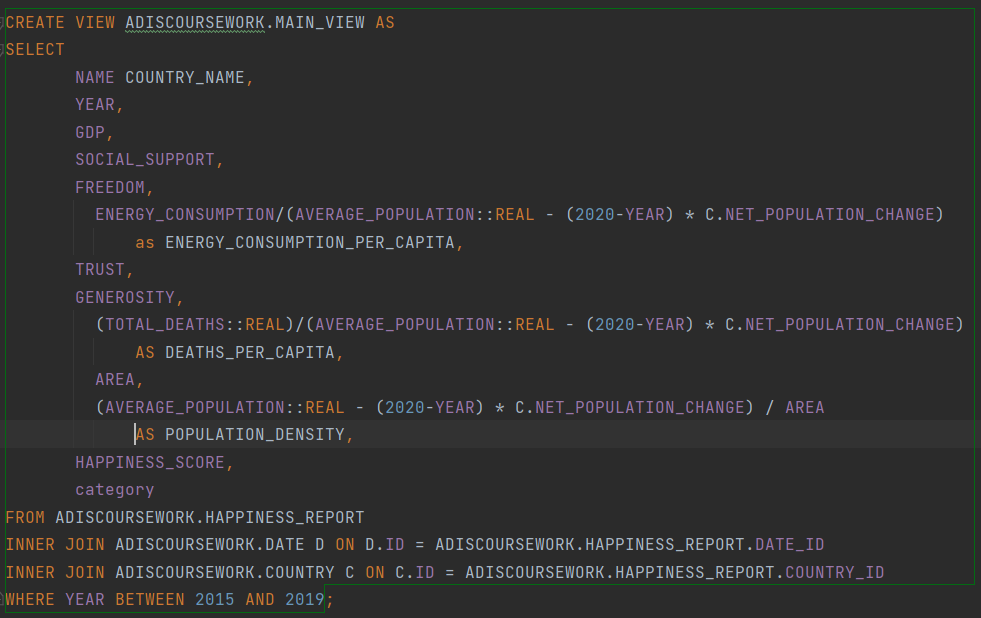 CREATE VIEW ADISCOURSEWORK.MAIN_VIEW AS
SELECT
NAME COUNTRY_NAME,
YEAR,
GDP,
SOCIAL_SUPPORT,
FREEDOM,
ENERGY_CONSUMPTION/(AVERAGE_POPULATION::REAL - (2020-YEAR) * C.NET_POPULATION_CHANGE)
as ENERGY_CONSUMPTION_PER_CAPITA,
TRUST,
GENEROSITY,
(TOTAL_DEATHS::REAL)/(AVERAGE_POPULATION::REAL - (2020-YEAR) * C.NET_POPULATION_CHANGE)
AS DEATHS_PER_CAPITA,
AREA,
(AVERAGE_POPULATION::REAL - (2020-YEAR) * C.NET_POPULATION_CHANGE) / AREA
AS POPULATION_DENSITY,
HAPPINESS_SCORE,
category
FROM ADISCOURSEWORK.HAPPINESS_REPORT
INNER JOIN ADISCOURSEWORK.DATE D ON D.ID = ADISCOURSEWORK.HAPPINESS_REPORT.DATE_ID
INNER JOIN ADISCOURSEWORK.COUNTRY C ON C.ID = ADISCOURSEWORK.HAPPINESS_REPORT.COUNTRY_ID
WHERE YEAR BETWEEN 2015 AND 2019;